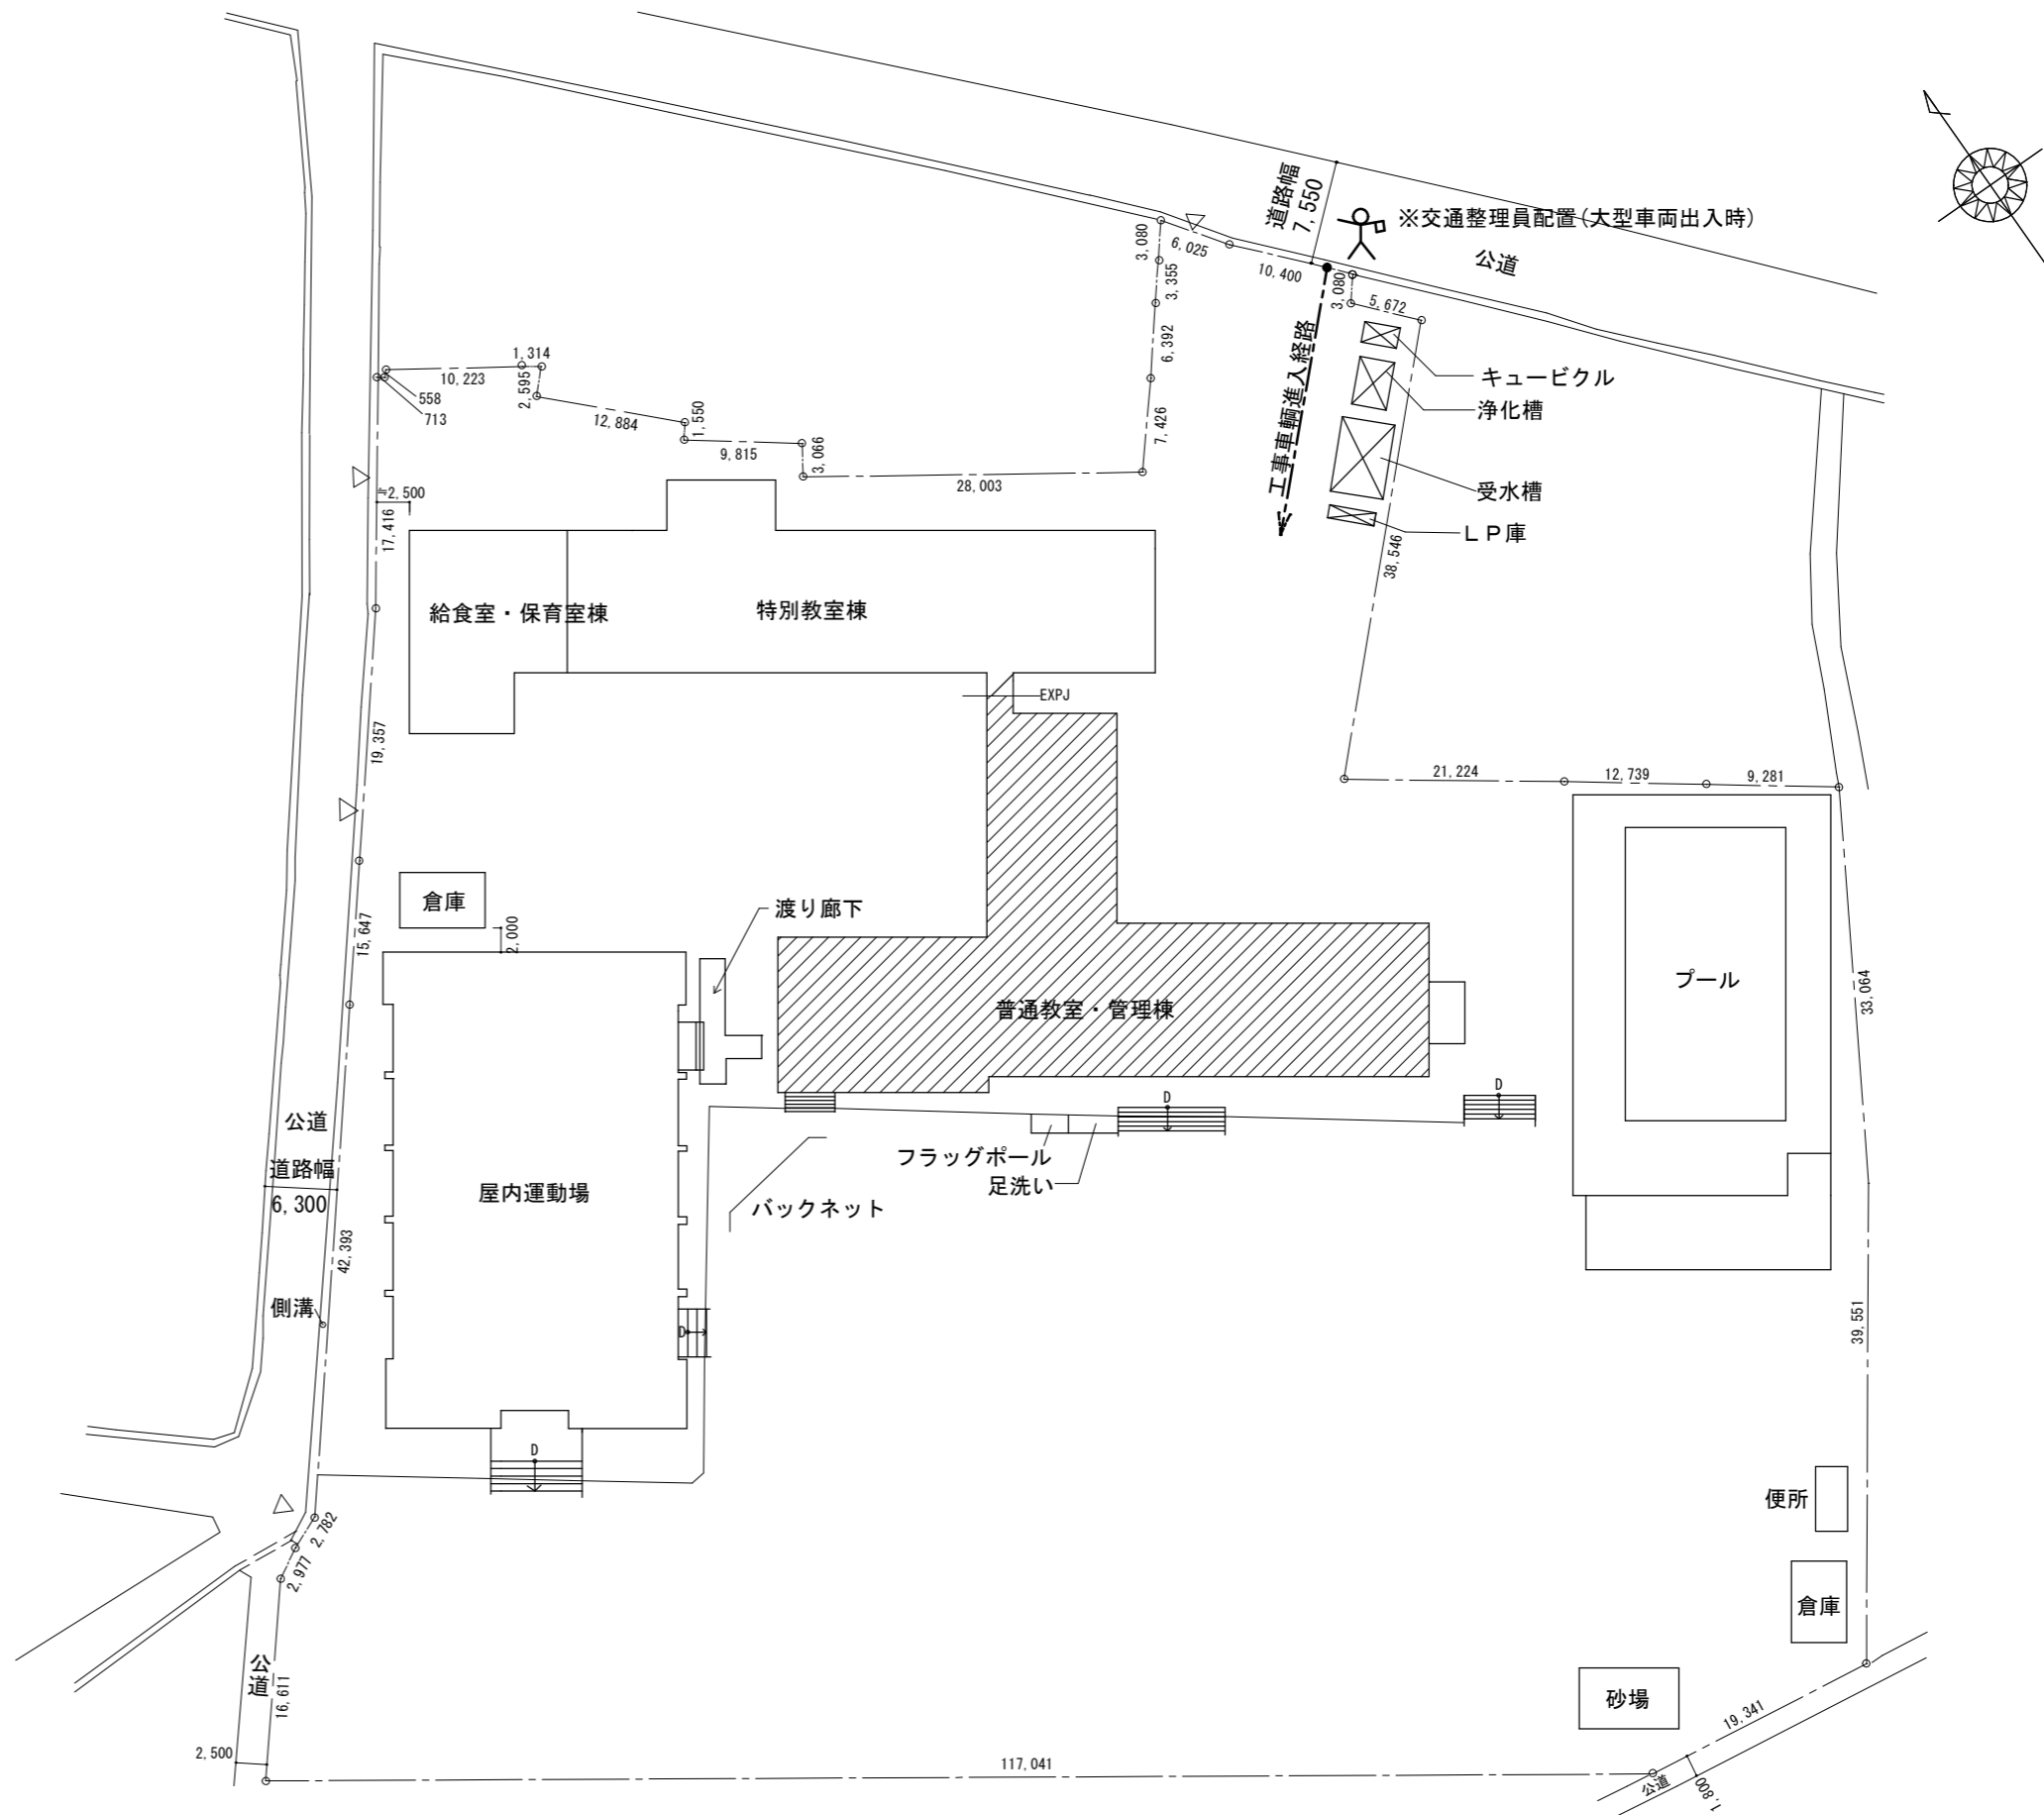 道路幅
7,550
※交通整理員配置(大型車両出入時)
公道
3,080
6,025
10,400
3,355
3,080
5,672
6,392
工事車輌進入経路
キュービクル
浄化槽
受水槽
LP庫
1,314
10,223
2,595
558
713
12,884
1,550
9,815
3,066
7,426
28,003
≒2,500
17,416
38,546
給食室・保育室棟
特別教室棟
EXPJ
19,357
21,224
12,739
9,281
倉庫
2,000
15,647
渡り廊下
普通教室・管理棟
プール
33,064
公道
道路幅
6,300
屋内運動場
D
D
フラッグポール
足洗い
バックネット
42,393
側溝
D
39,551
D
2,782
2,977
便所
倉庫
公道
16,611
砂場
19,341
2,500
117,041
公道
1,800